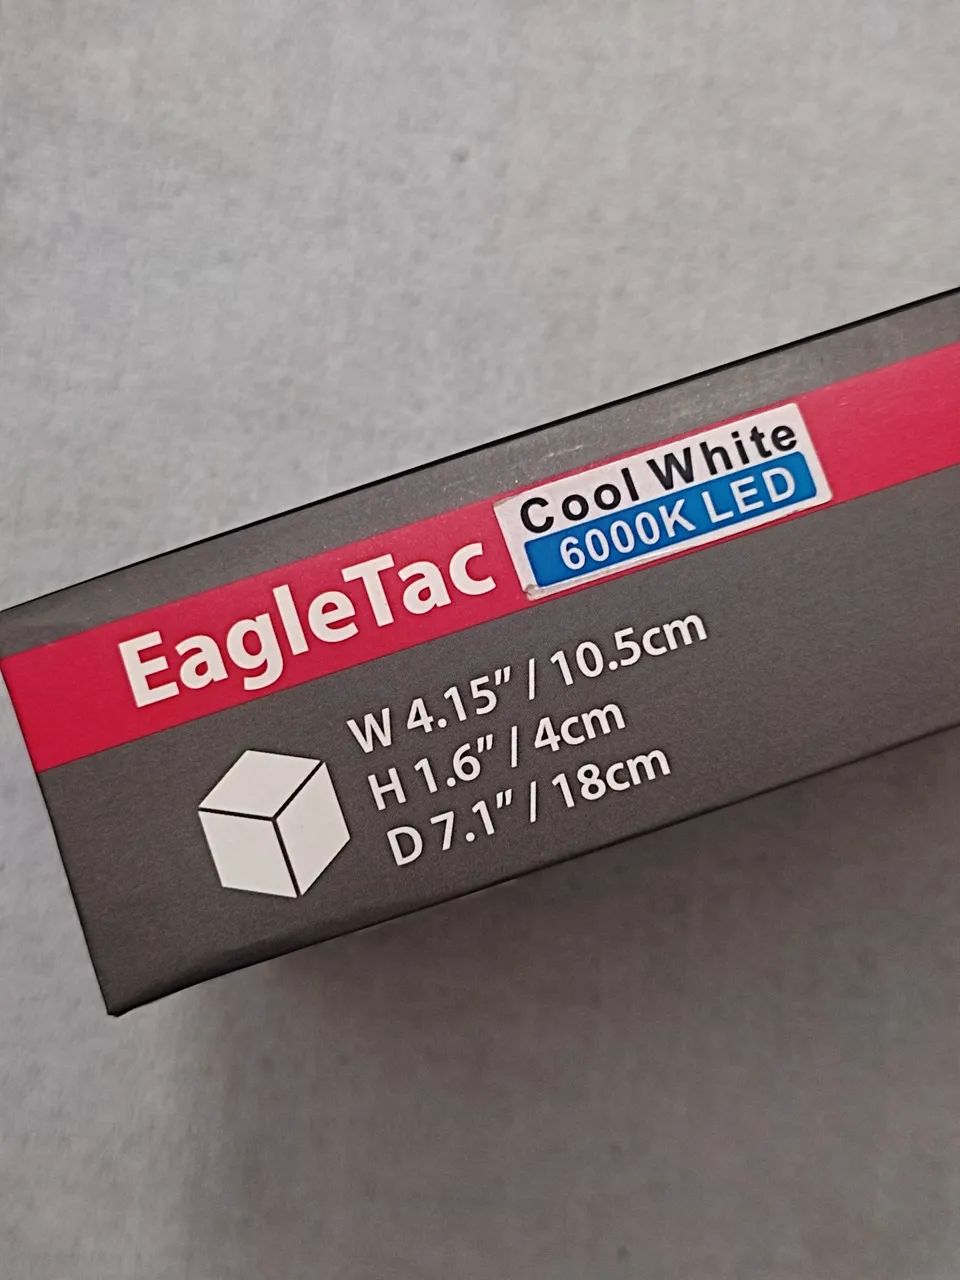 EagleTac
Cool White
6000K LED
W 4.15” / 10.5cm
H 1.6” / 4cm
D 7.1” / 18cm